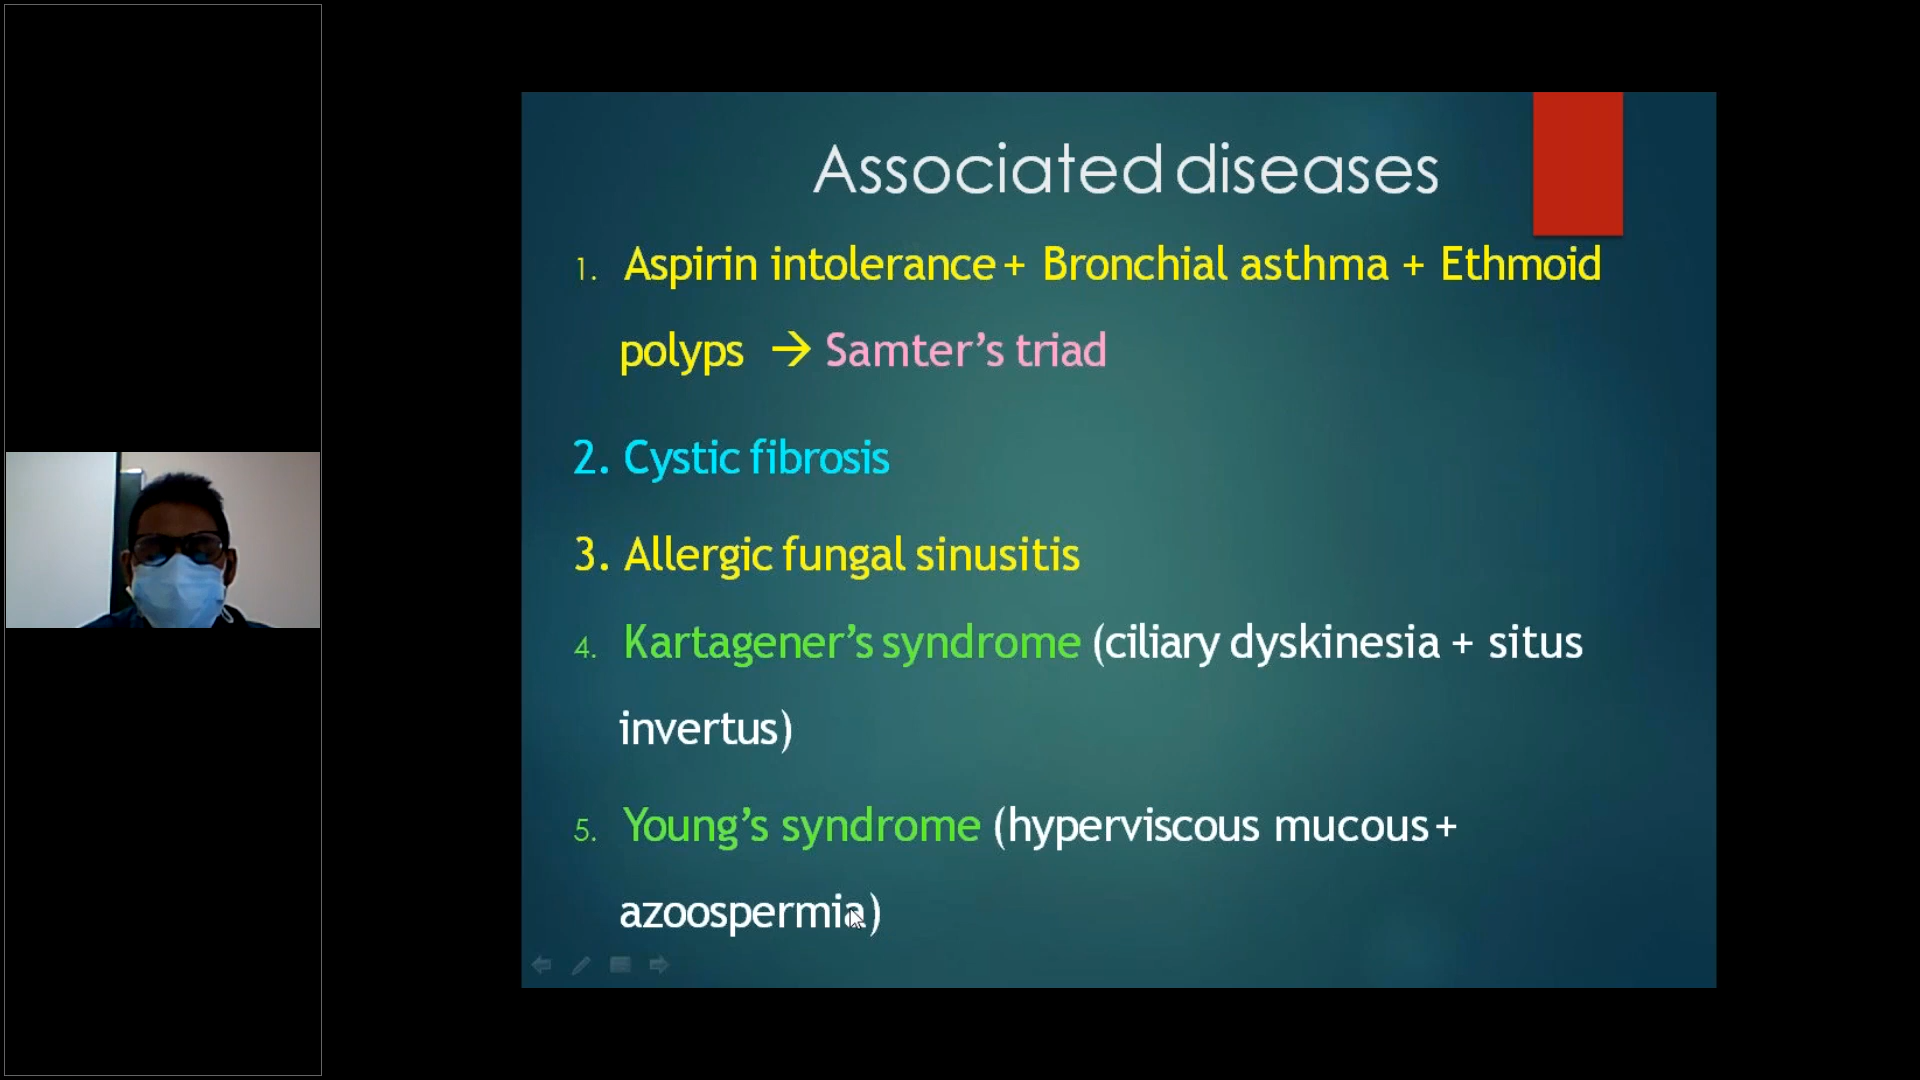 Associated diseases
1. Aspirin intolerance + Bronchial asthma + Ethmoid
polyps → Samter’s triad
2. Cystic fibrosis
3. Allergic fungal sinusitis
4. Kartagener’s syndrome (ciliary dyskinesia + situs
invertus)
5. Young’s syndrome (hyperviscous mucous +
azoospermia)